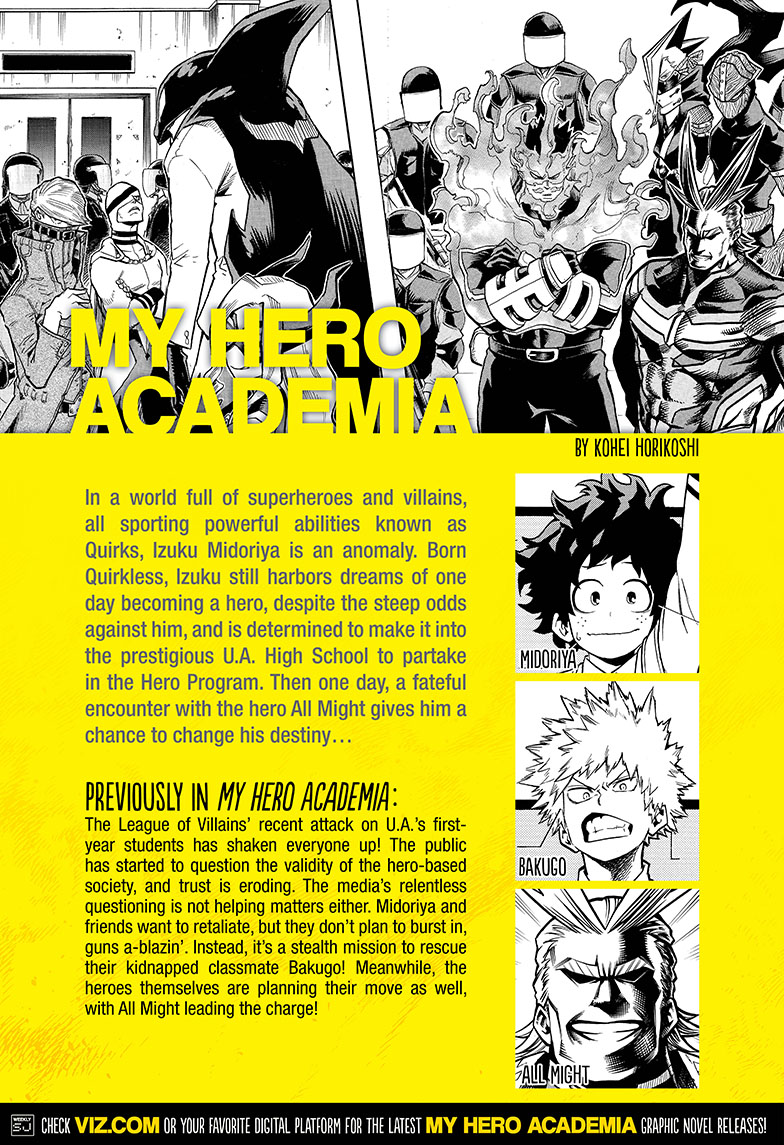 MY HERO
ACADEMIA
BY KOHEI HORIKOSHI
In a world full of superheroes and villains,
all sporting powerful abilities known as
Quirks, Izuku Midoriya is an anomaly. Born
Quirkless, Izuku still harbors dreams of one
day becoming a hero, despite the steep odds
against him, and is determined to make it into
the prestigious U.A. High School to partake
in the Hero Program. Then one day, a fateful
encounter with the hero All Might gives him a
chance to change his destiny…
PREVIOUSLY IN MY HERO ACADEMIA:
The League of Villains’ recent attack on U.A.’s first-
year students has shaken everyone up! The public
has started to question the validity of the hero-based
society, and trust is eroding. The media’s relentless
questioning is not helping matters either. Midoriya and
friends want to retaliate, but they don’t plan to burst in,
guns a-blazin’. Instead, it’s a stealth mission to rescue
their kidnapped classmate Bakugo! Meanwhile, the
heroes themselves are planning their move as well,
with All Might leading the charge!
MIDORIYA
BAKUGO
ALL MIGHT
WEEKLY
SJ
CHECK VIZ.COM OR YOUR FAVORITE DIGITAL PLATFORM FOR THE LATEST MY HERO ACADEMIA GRAPHIC NOVEL RELEASES!